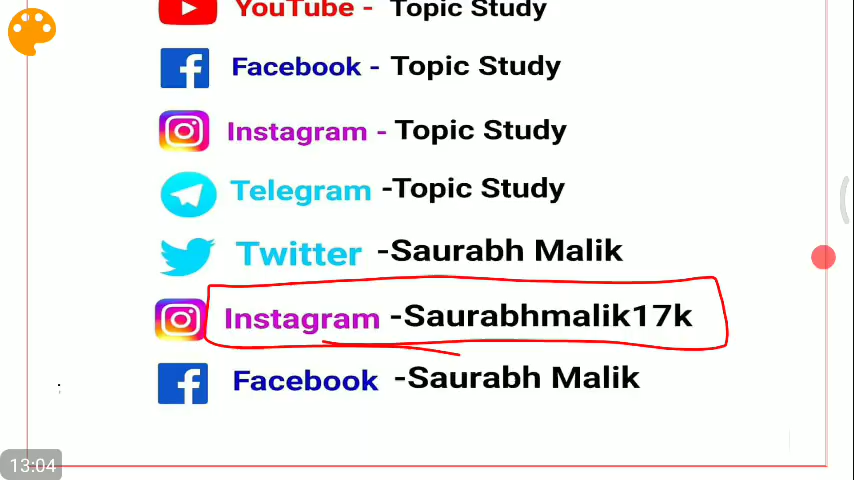 YouTube - Topic Study
Facebook - Topic Study
Instagram - Topic Study
Telegram -Topic Study
Twitter -Saurabh Malik
Instagram -Saurabhmalik17k
Facebook -Saurabh Malik
13:04